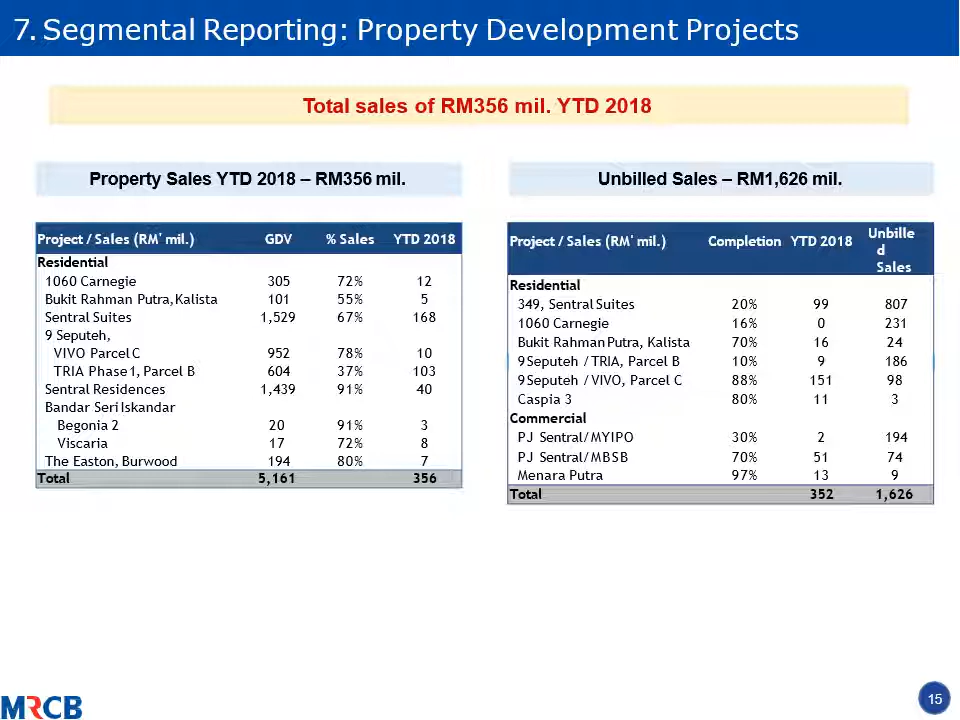 7. Segmental Reporting: Property Development Projects
Total sales of RM356 mil. YTD 2018
Property Sales YTD 2018 – RM356 mil.
Project / Sales (RM' mil.) GDV % Sales YTD 2018
Residential
1060 Carnegie 305 72% 12
Bukit Rahman Putra, Kalista 101 55% 5
Sentral Suites 1,529 67% 168
9 Seputeh,
VIVO Parcel C 952 78% 10
TRIA Phase 1, Parcel B 604 37% 103
Sentral Residences 1,439 91% 40
Bandar Seri Iskandar
Begonia 2 20 91% 3
Viscaria 17 72% 8
The Easton, Burwood 194 80% 7
Total 5,161 356
Unbilled Sales – RM1,626 mil.
Project / Sales (RM' mil.) Completion YTD 2018 Unbille
d
Sales
Residential
349, Sentral Suites 20% 99 807
1060 Carnegie 16% 0 231
Bukit Rahman Putra, Kalista 70% 16 24
9 Seputeh / TRIA, Parcel B 10% 9 186
9 Seputeh / VIVO, Parcel C 88% 151 98
Caspia 3 80% 11 3
Commercial
PJ Sentral/ MYIPO 30% 2 194
PJ Sentral/ MBSB 70% 51 74
Menara Putra 97% 13 9
Total 352 1,626
MRCB
15